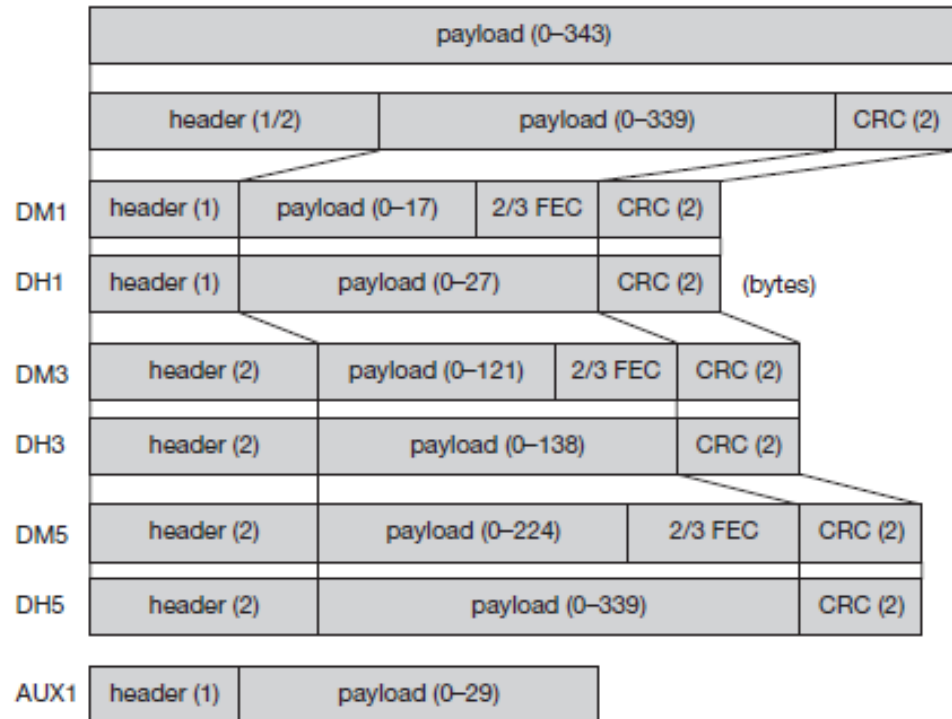 payload (0–343)
header (1/2) payload (0–339) CRC (2)
DM1 header (1) payload (0–17) 2/3 FEC CRC (2)
DH1 header (1) payload (0–27) CRC (2) (bytes)
DM3 header (2) payload (0–121) 2/3 FEC CRC (2)
DH3 header (2) payload (0–138) CRC (2)
DM5 header (2) payload (0–224) 2/3 FEC CRC (2)
DH5 header (2) payload (0–339) CRC (2)
AUX1 header (1) payload (0–29)